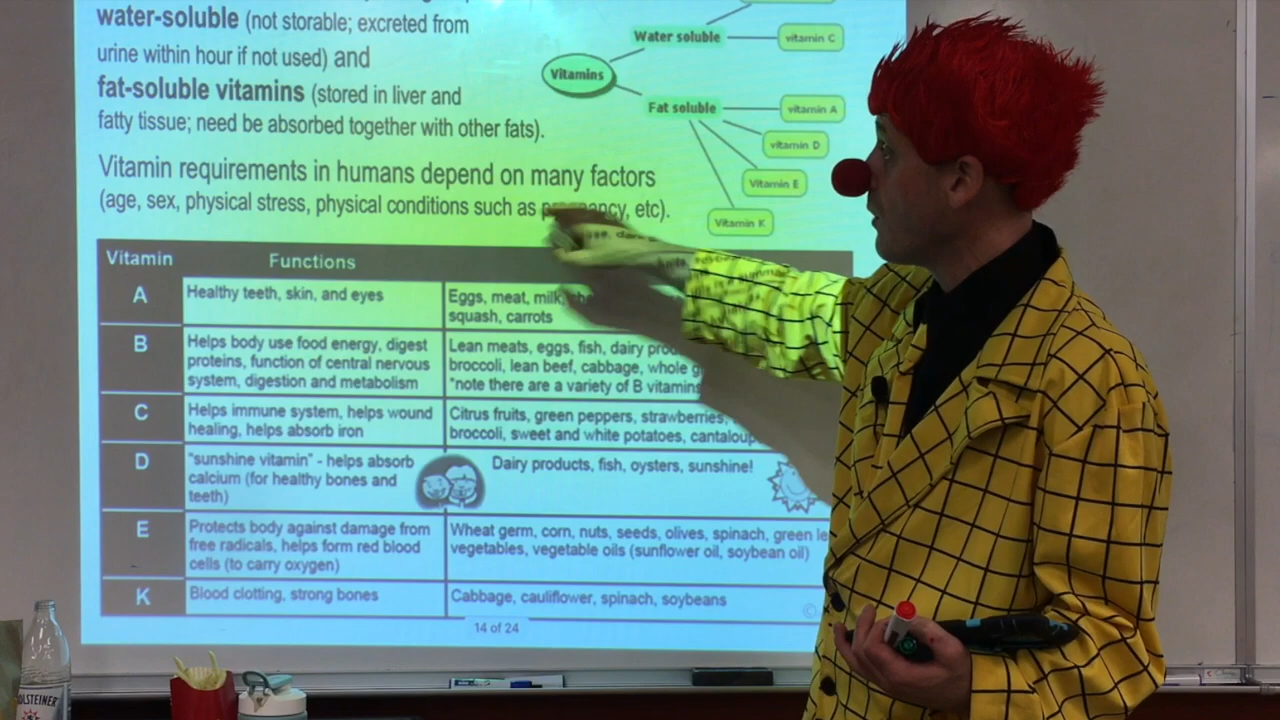 water-soluble (not storable; excreted from
urine within hour if not used) and
fat-soluble vitamins (stored in liver and
fatty tissue; need be absorbed together with other fats).
Vitamins
Water soluble
vitamin C
Fat soluble
vitamin A
vitamin D
Vitamin E
Vitamin K
Vitamin requirements in humans depend on many factors
(age, sex, physical stress, physical conditions such as etc).
Vitamin Functions
A Healthy teeth, skin, and eyes
Eggs, meat, milk,
squash, carrots
B Helps body use food energy, digest
proteins, function of central nervous
system, digestion and metabolism
Lean meats, eggs, fish, dairy
broccoli, lean beef, cabbage, whole
*note there are a variety of B vitamins
C Helps immune system, helps wound
healing, helps absorb iron
Citrus fruits, green peppers, strawberries,
broccoli, sweet and white potatoes,
D "sunshine vitamin" - helps absorb
calcium (for healthy bones and
teeth)
Dairy products, fish, oysters, sunshine!
E Protects body against damage from
free radicals, helps form red blood
cells (to carry oxygen)
Wheat germ, corn, nuts, seeds, olives, spinach, green
vegetables, vegetable oils (sunflower oil, soybean oil)
K Blood clotting, strong bones
Cabbage, cauliflower, spinach, soybeans
©
14 of 24